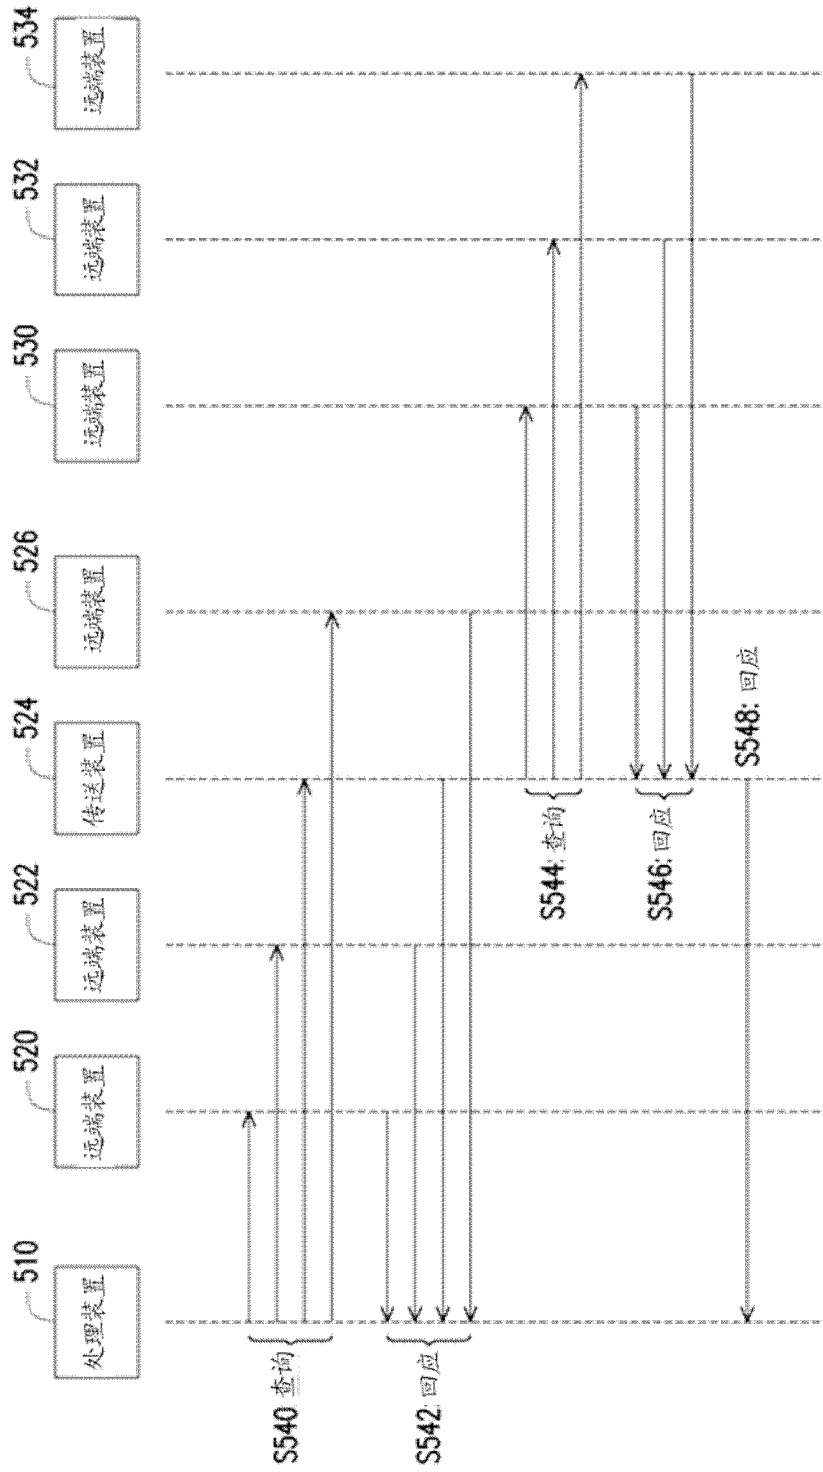 510
处理装置
520
远端装置
522
远端装置
524
传送装置
526
远端装置
530
远端装置
532
远端装置
534
远端装置
S540: 查询
S542: 回应
S544: 查询
S546: 回应
S548: 回应